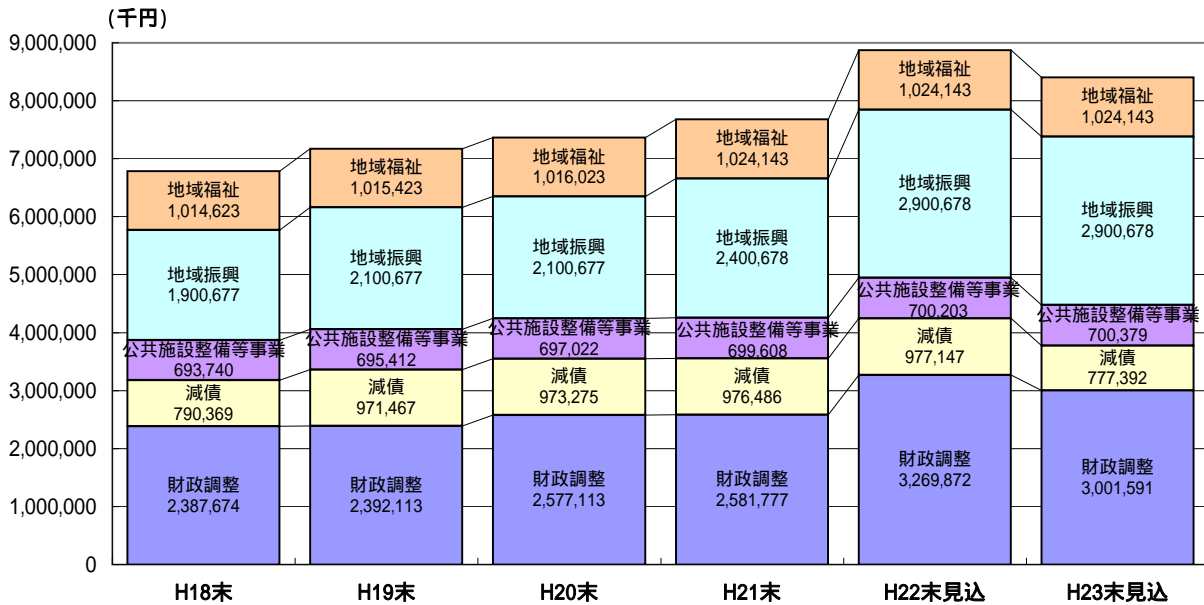 (千円)
9,000,000
8,000,000
7,000,000
6,000,000
5,000,000
4,000,000
3,000,000
2,000,000
1,000,000
0
地域福祉
1,014,623
地域振興
1,900,677
公共施設整備等事業
693,740
減債
790,369
財政調整
2,387,674
H18末
地域福祉
1,015,423
地域振興
2,100,677
公共施設整備等事業
695,412
減債
971,467
財政調整
2,392,113
H19末
地域福祉
1,016,023
地域振興
2,100,677
公共施設整備等事業
697,022
減債
973,275
財政調整
2,577,113
H20末
地域福祉
1,024,143
地域振興
2,400,678
公共施設整備等事業
699,608
減債
976,486
財政調整
2,581,777
H21末
地域福祉
1,024,143
地域振興
2,900,678
公共施設整備等事業
700,203
減債
977,147
財政調整
3,269,872
H22末見込
地域福祉
1,024,143
地域振興
2,900,678
公共施設整備等事業
700,379
減債
777,392
財政調整
3,001,591
H23末見込